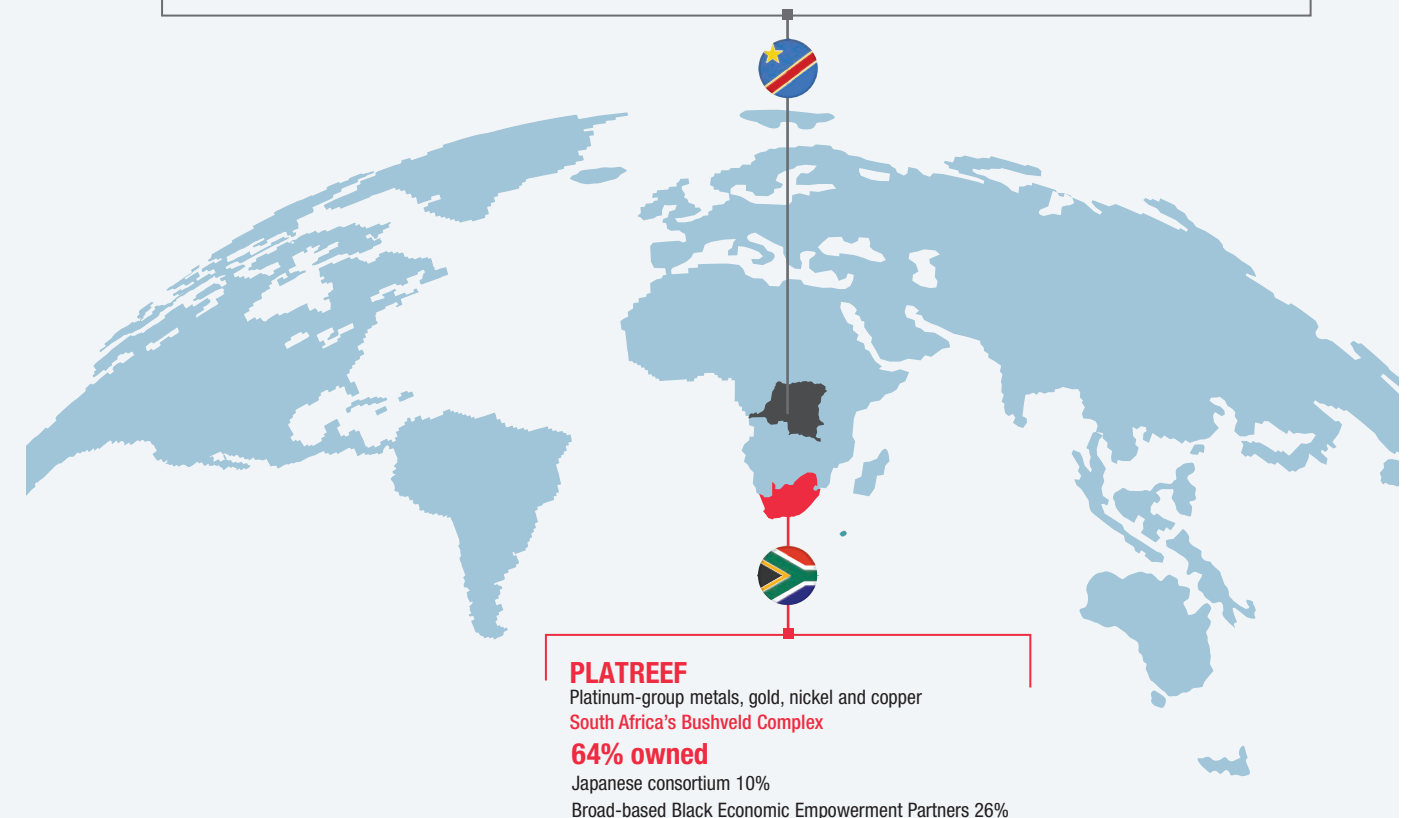 PLATREEF
Platinum-group metals, gold, nickel and copper
South Africa's Bushveld Complex
64% owned
Japanese consortium 10%
Broad-based Black Economic Empowerment Partners 26%